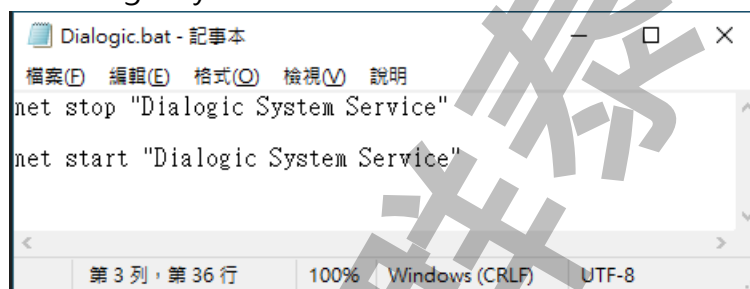 Dialogic.bat - 記事本
檔案(F) 編輯(E) 格式(O) 檢視(V) 說明
net stop "Dialogic System Service"
net start "Dialogic System Service"
第 3 列，第 36 行 100% Windows (CRLF) UTF-8